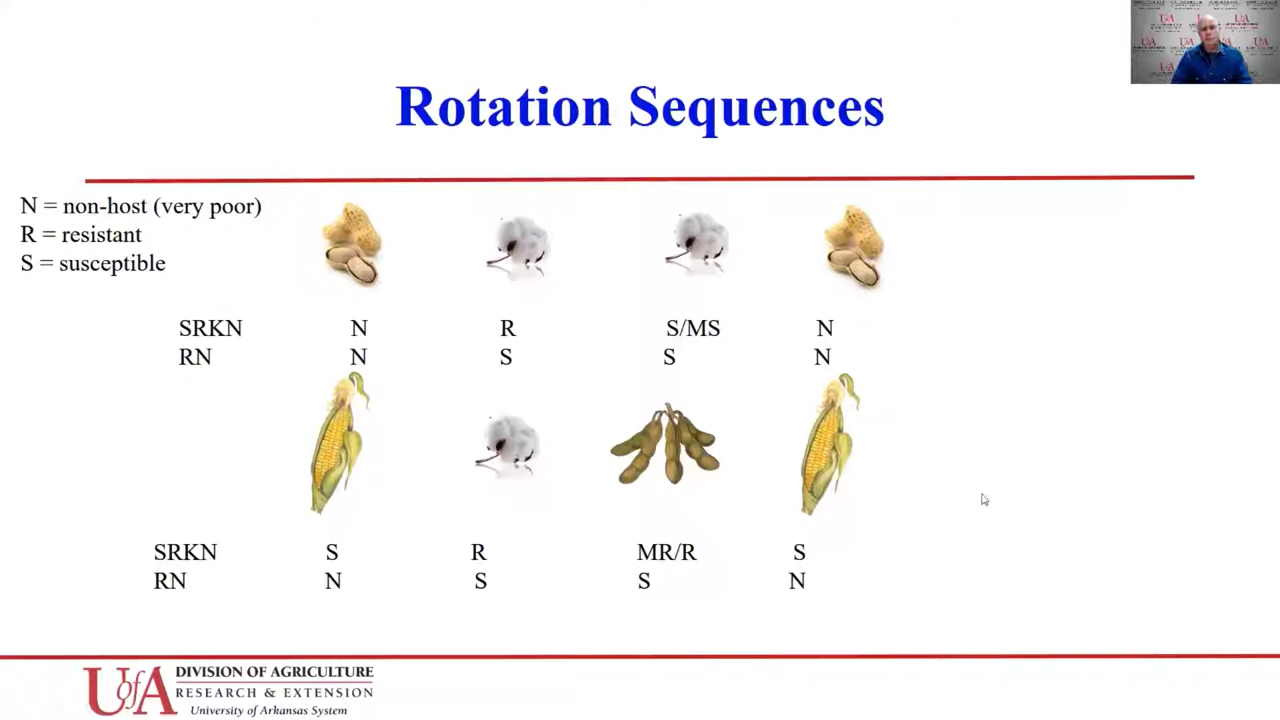 Rotation Sequences
N = non-host (very poor)
R = resistant
S = susceptible
SRKN N R S/MS N
RN N S S N
SRKN S R MR/R S
RN N S S N
UofA DIVISION OF AGRICULTURE
RESEARCH & EXTENSION
University of Arkansas System